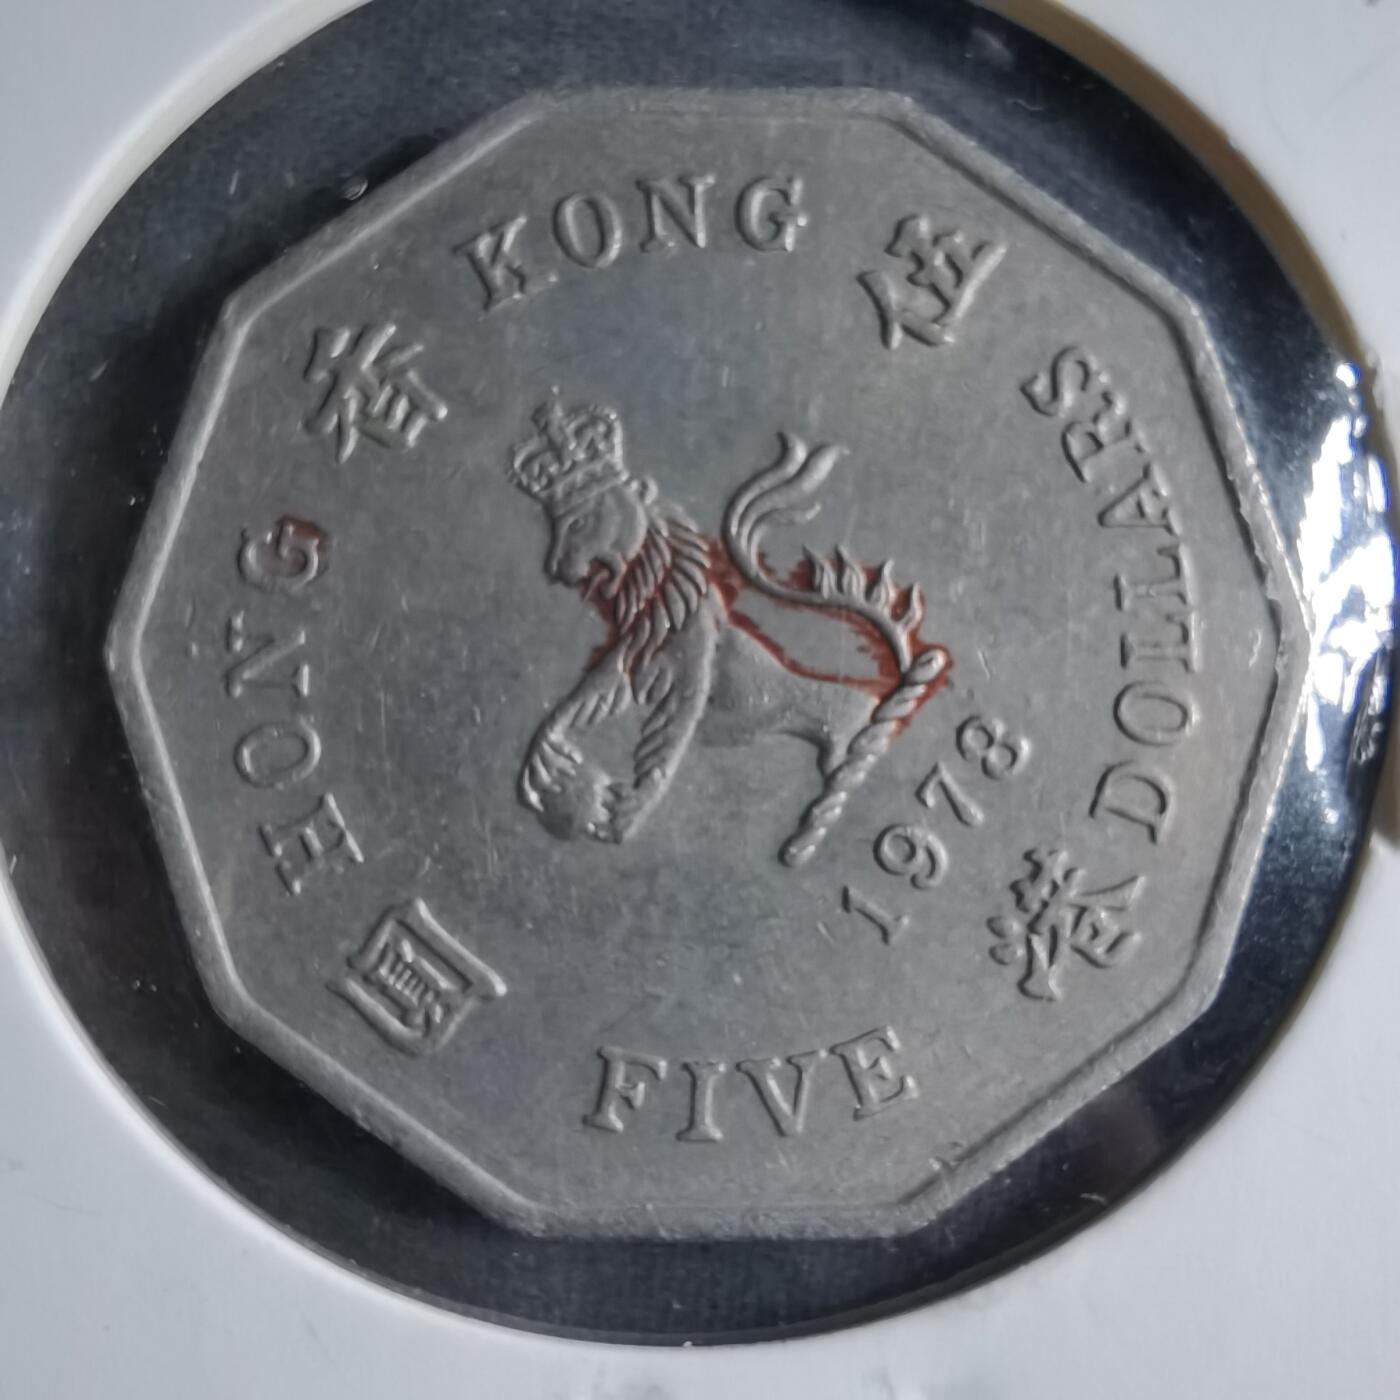 HONG KONG
香港
伍圓
FIVE DOLLARS
1978